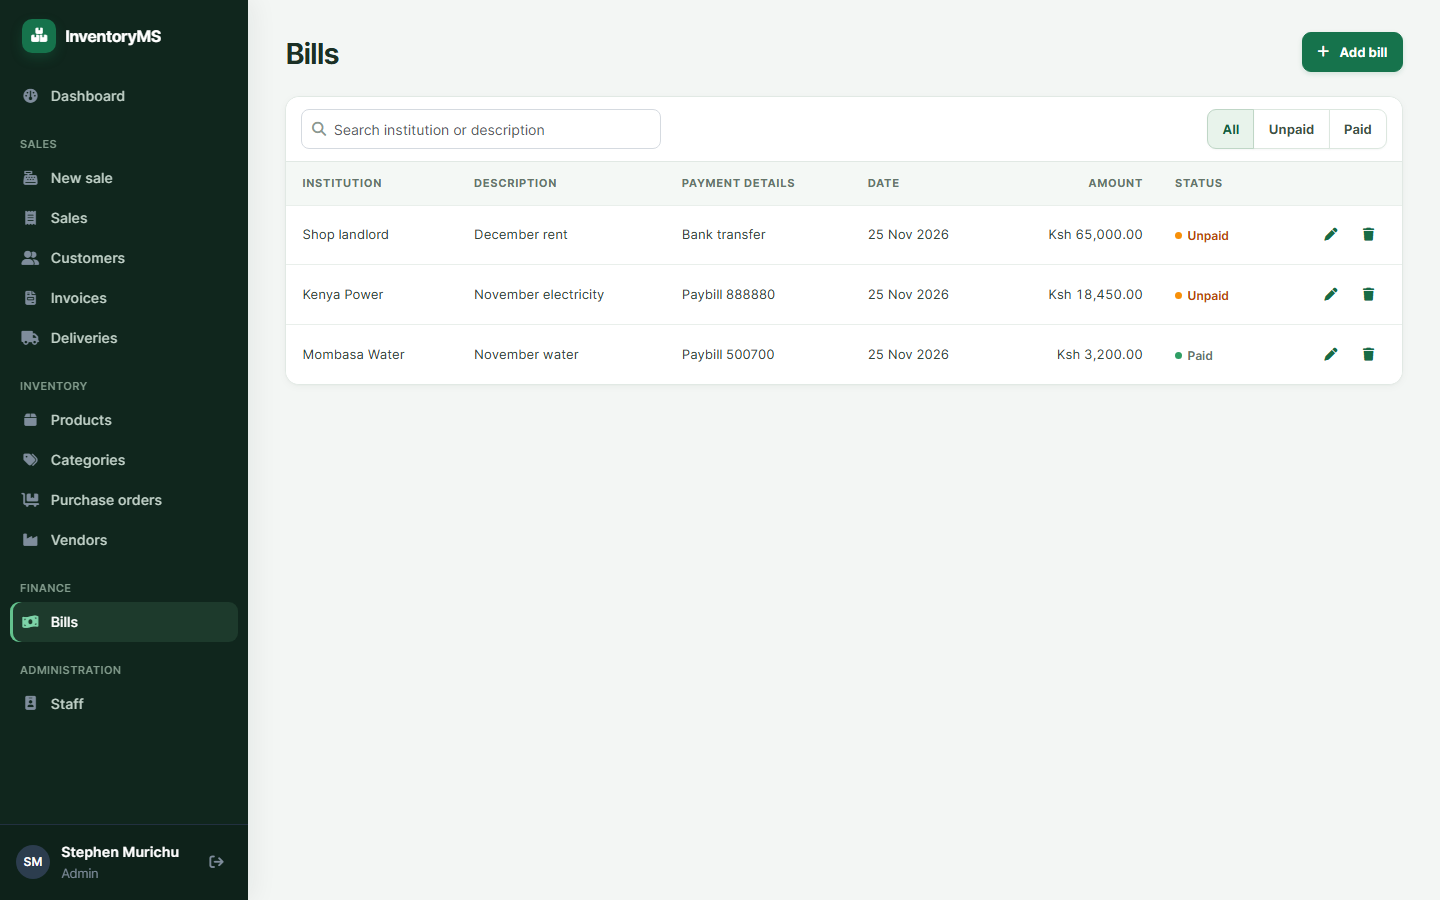 InventoryMS
Dashboard
SALES
New sale
Sales
Customers
Invoices
Deliveries
INVENTORY
Products
Categories
Purchase orders
Vendors
FINANCE
Bills
ADMINISTRATION
Staff
SM
Stephen Murichu
Admin
Bills
+ Add bill
Search institution or description
All Unpaid Paid
INSTITUTION DESCRIPTION PAYMENT DETAILS DATE AMOUNT STATUS
Shop landlord December rent Bank transfer 25 Nov 2026 Ksh 65,000.00 Unpaid
Kenya Power November electricity Paybill 888880 25 Nov 2026 Ksh 18,450.00 Unpaid
Mombasa Water November water Paybill 500700 25 Nov 2026 Ksh 3,200.00 Paid